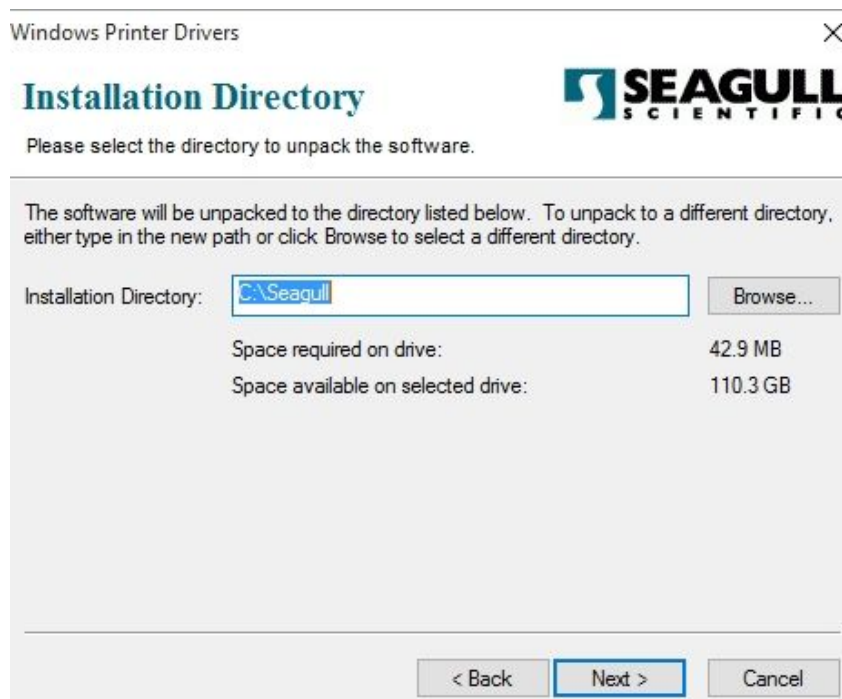 Windows Printer Drivers
Installation Directory
SEAGULL
SCIENTIFIC
Please select the directory to unpack the software.
The software will be unpacked to the directory listed below. To unpack to a different directory,
either type in the new path or click Browse to select a different directory.
Installation Directory: C:\Seagull Browse...
Space required on drive: 42.9 MB
Space available on selected drive: 110.3 GB
< Back Next > Cancel